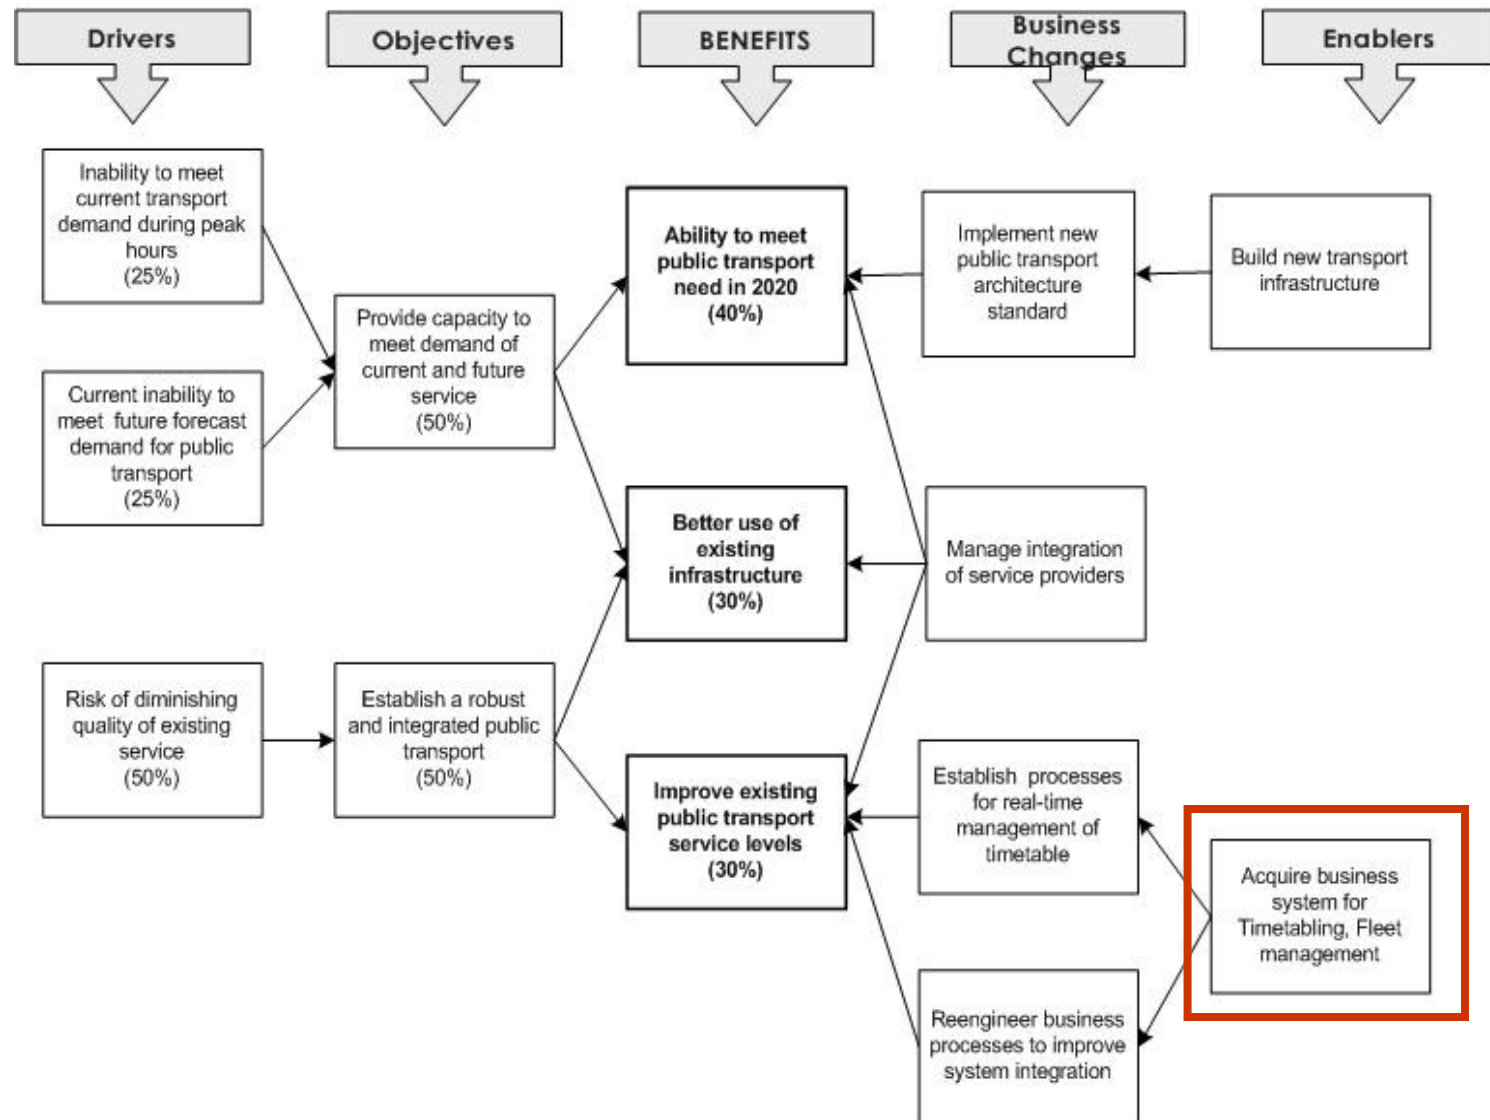 Drivers
Objectives
BENEFITS
Business
Changes
Enablers
Inability to meet
current transport
demand during peak
hours
(25%)
Current inability to
meet future forecast
demand for public
transport
(25%)
Risk of diminishing
quality of existing
service
(50%)
Provide capacity to
meet demand of
current and future
service
(50%)
Establish a robust
and integrated public
transport
(50%)
Ability to meet
public transport
need in 2020
(40%)
Better use of
existing
infrastructure
(30%)
Improve existing
public transport
service levels
(30%)
Implement new
public transport
architecture
standard
Manage integration
of service providers
Establish processes
for real-time
management of
timetable
Reengineer business
processes to improve
system integration
Build new transport
infrastructure
Acquire business
system for
Timetabling, Fleet
management